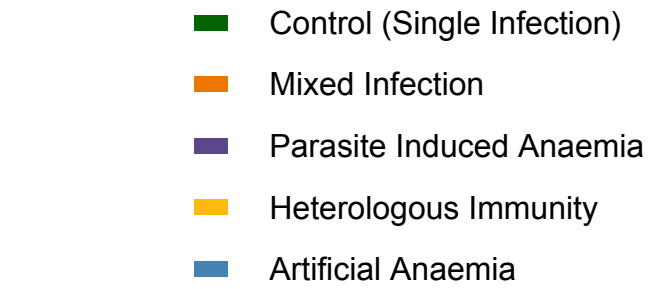 Control (Single Infection)
Mixed Infection
Parasite Induced Anaemia
Heterologous Immunity
Artificial Anaemia